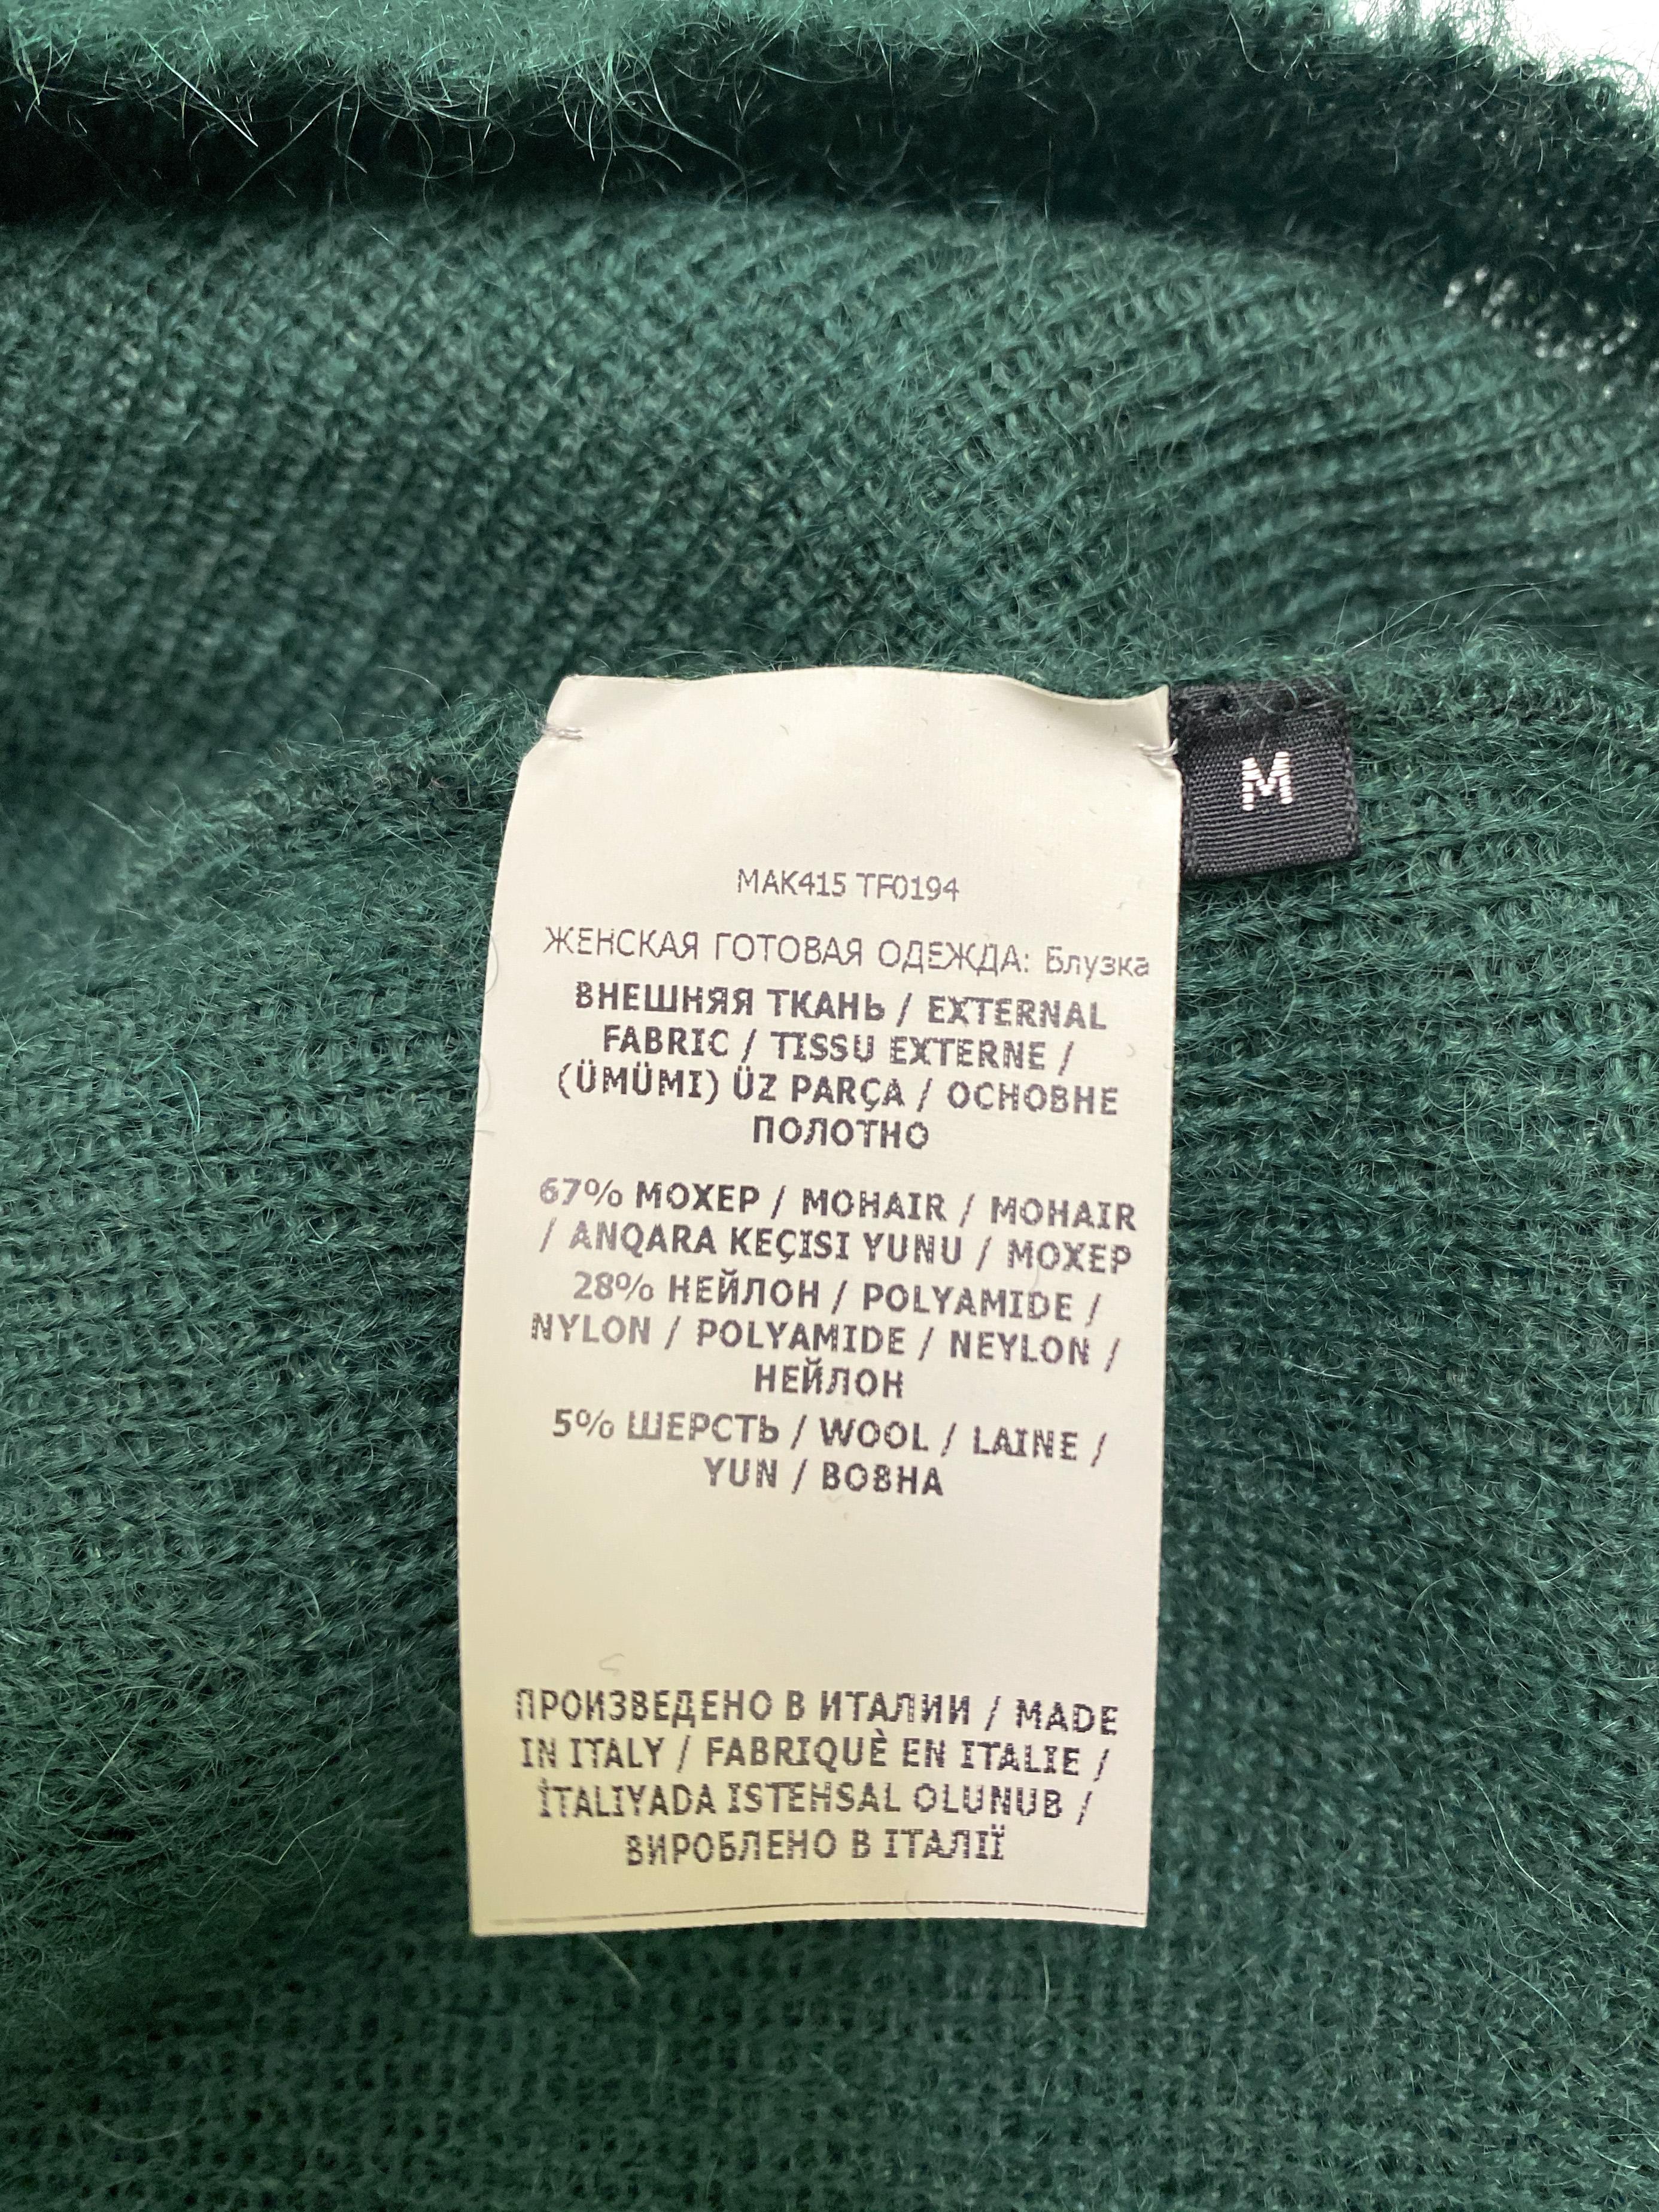 M
MAK415 TF0194
ЖЕНСКАЯ ГОТОВАЯ ОДЕЖДА: Блузка
ВНЕШНЯЯ ТКАНЬ / EXTERNAL
FABRIC / TISSU EXTERNE /
(ÜMÜMI) ÜZ PARÇA / ОСНОВНЕ
ПОЛОТНО
67% МОХЕР / MOHAIR / MOHAIR
/ ANQARA KEÇISI YUNU / МОХЕР
28% НЕЙЛОН / POLYAMIDE /
NYLON / POLYAMIDE / NEYLON /
НЕЙЛОН
5% ШЕРСТЬ / WOOL / LAINE /
YUN / ВОВНА
ПРОИЗВЕДЕНО В ИТАЛИИ / MADE
IN ITALY / FABRIQUÈ EN ITALIE /
İTALIYADA ISTEHSAL OLUNUB /
ВИРОБЛЕНО В ІТАЛІЇ